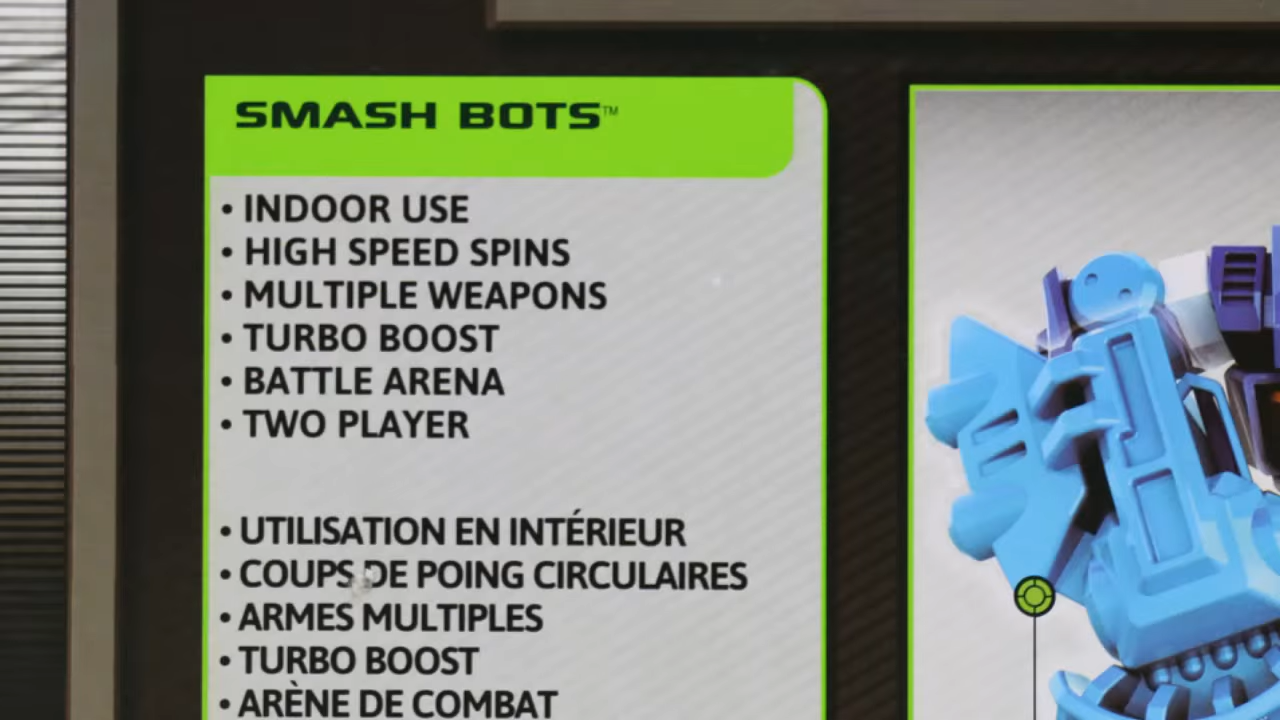 SMASH BOTS™
• INDOOR USE
• HIGH SPEED SPINS
• MULTIPLE WEAPONS
• TURBO BOOST
• BATTLE ARENA
• TWO PLAYER
• UTILISATION EN INTÉRIEUR
• COUPS DE POING CIRCULAIRES
• ARMES MULTIPLES
• TURBO BOOST
• ARÈNE DE COMBAT